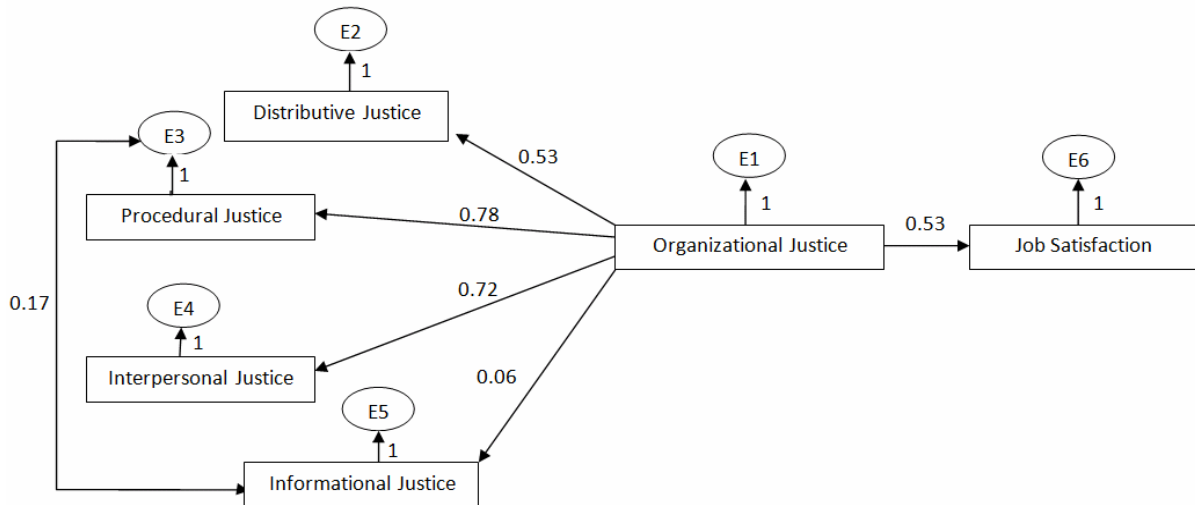 E2
1
Distributive Justice
E3
1
Procedural Justice
0.53
0.78
E1
1
Organizational Justice
0.53
E6
1
Job Satisfaction
0.17
E4
1
Interpersonal Justice
0.72
0.06
E5
1
Informational Justice